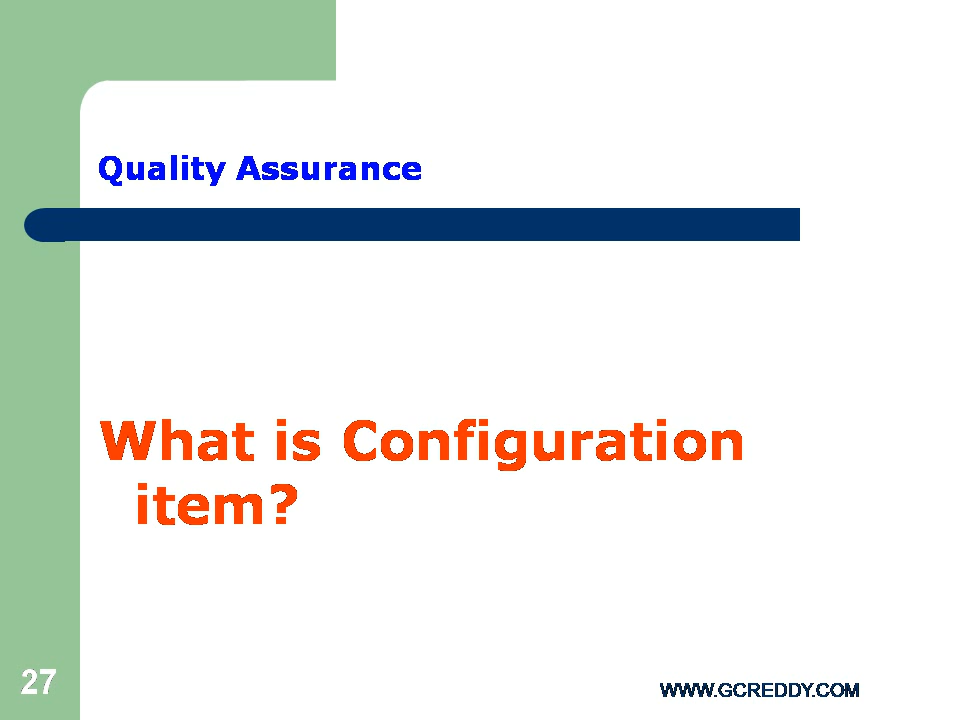 Quality Assurance
What is Configuration
item?
27
WWW.GCREDDY.COM